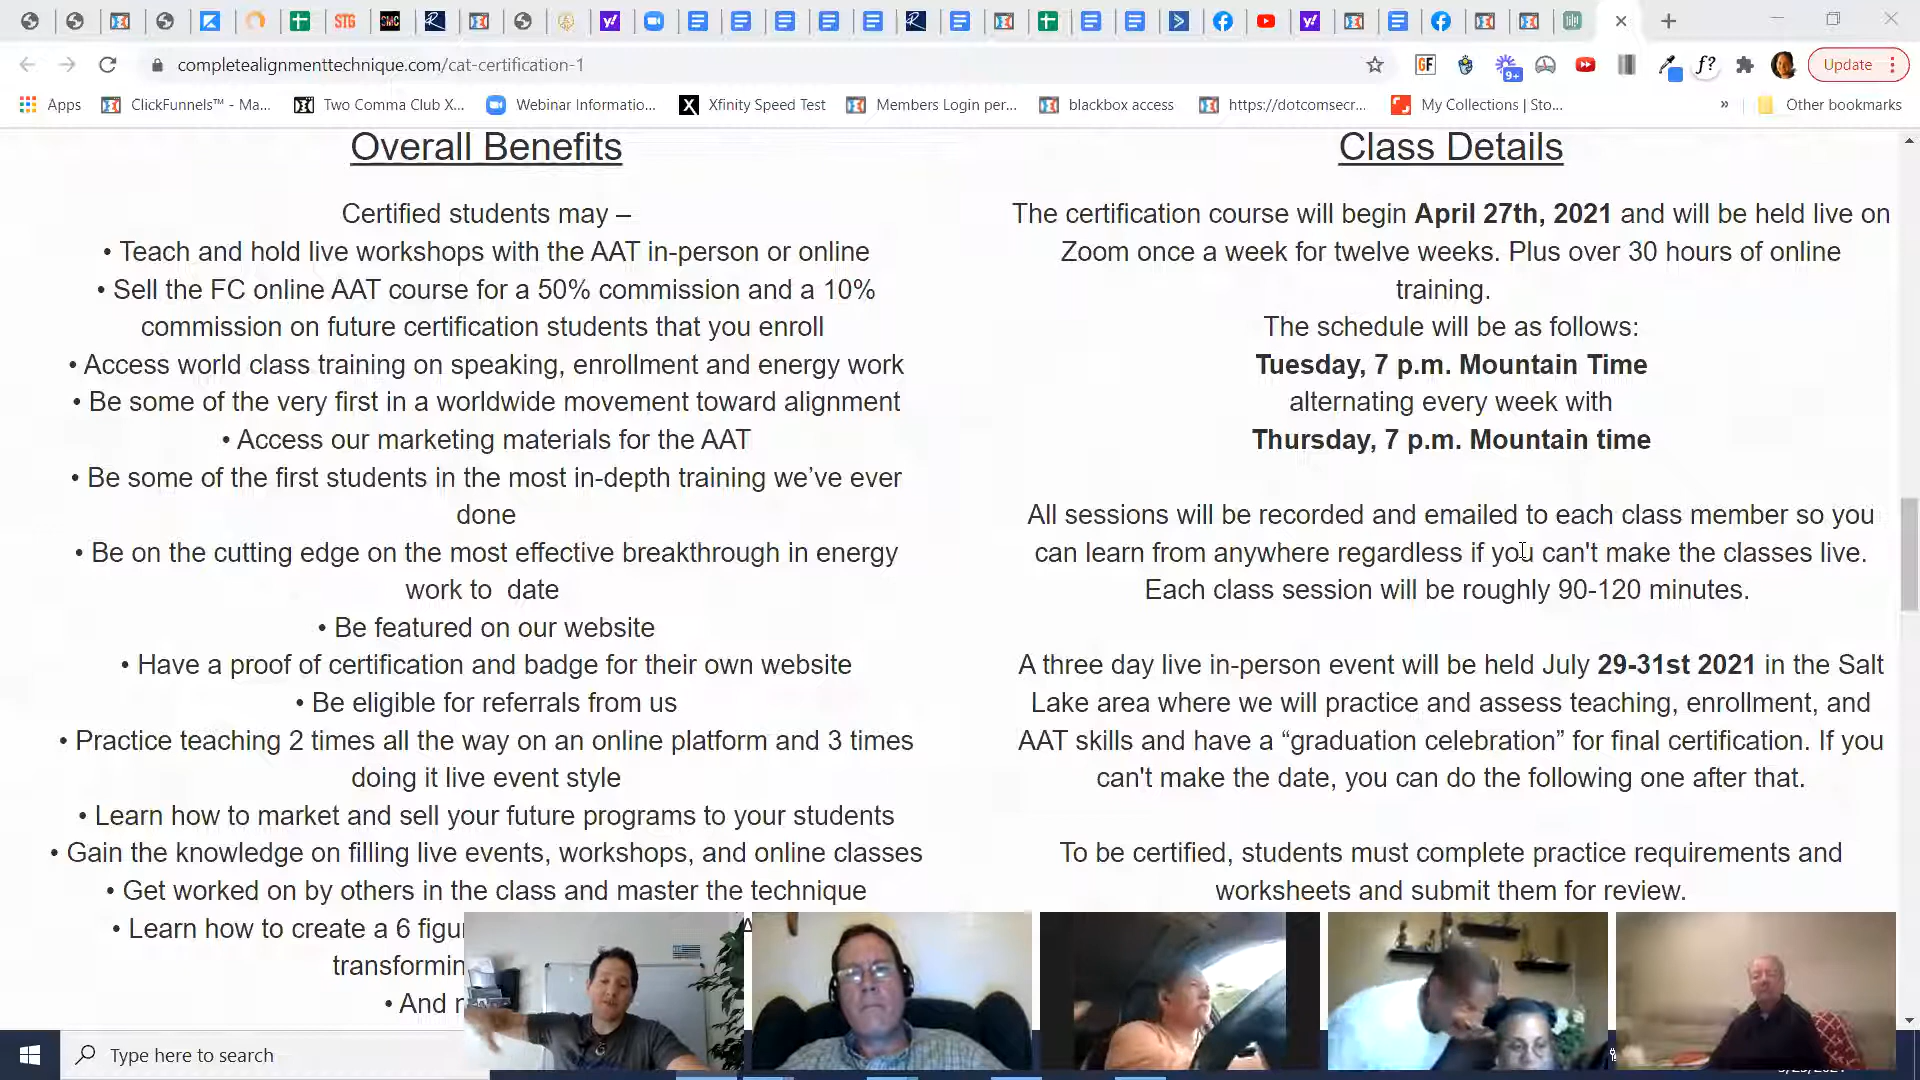 STG
completealignmenttechnique.com/cat-certification-1
GF
9+
f?
Update
Apps
ClickFunnels™ - Ma...
Two Comma Club X...
Webinar Informatio...
Xfinity Speed Test
Members Login per...
blackbox access
https://dotcomsecr...
My Collections | Sto...
»
Other bookmarks
Overall Benefits
Certified students may –
• Teach and hold live workshops with the AAT in-person or online
• Sell the FC online AAT course for a 50% commission and a 10%
commission on future certification students that you enroll
• Access world class training on speaking, enrollment and energy work
• Be some of the very first in a worldwide movement toward alignment
• Access our marketing materials for the AAT
• Be some of the first students in the most in-depth training we've ever
done
• Be on the cutting edge on the most effective breakthrough in energy
work to date
• Be featured on our website
• Have a proof of certification and badge for their own website
• Be eligible for referrals from us
• Practice teaching 2 times all the way on an online platform and 3 times
doing it live event style
• Learn how to market and sell your future programs to your students
• Gain the knowledge on filling live events, workshops, and online classes
• Get worked on by others in the class and master the technique
• Learn how to create a 6 figu
transformin
• And
Class Details
The certification course will begin April 27th, 2021 and will be held live on
Zoom once a week for twelve weeks. Plus over 30 hours of online
training.
The schedule will be as follows:
Tuesday, 7 p.m. Mountain Time
alternating every week with
Thursday, 7 p.m. Mountain time
All sessions will be recorded and emailed to each class member so you
can learn from anywhere regardless if you can't make the classes live.
Each class session will be roughly 90-120 minutes.
A three day live in-person event will be held July 29-31st 2021 in the Salt
Lake area where we will practice and assess teaching, enrollment, and
AAT skills and have a “graduation celebration” for final certification. If you
can't make the date, you can do the following one after that.
To be certified, students must complete practice requirements and
worksheets and submit them for review.
Type here to search